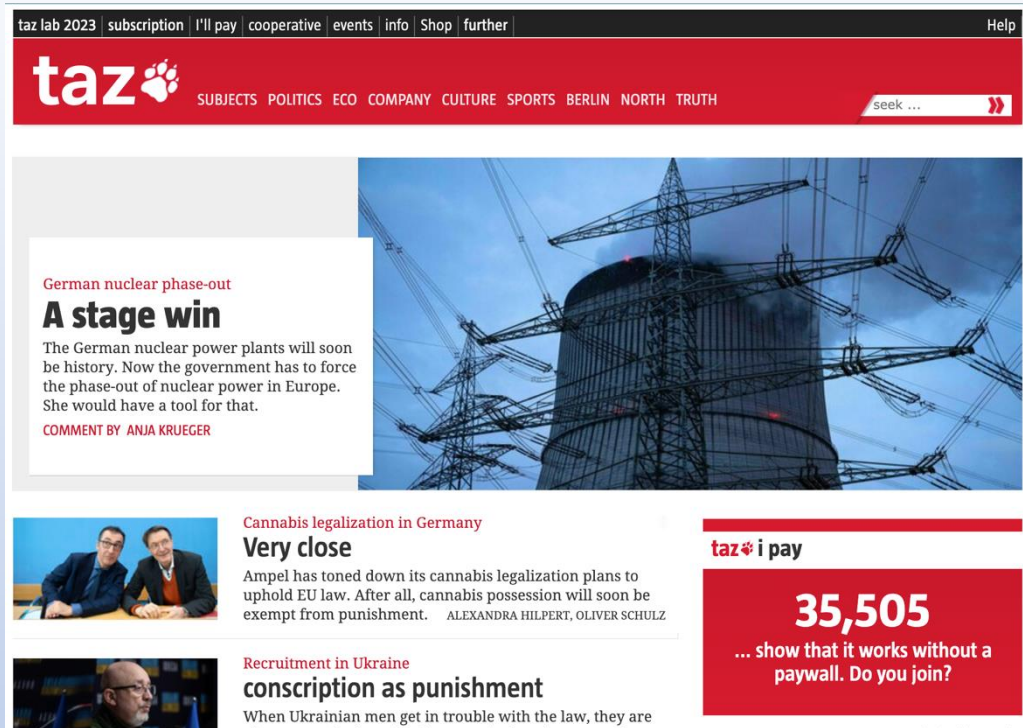 taz lab 2023 subscription I'll pay cooperative events info Shop further Help
taz
SUBJECTS POLITICS ECO COMPANY CULTURE SPORTS BERLIN NORTH TRUTH
seek ...
German nuclear phase-out
A stage win
The German nuclear power plants will soon
be history. Now the government has to force
the phase-out of nuclear power in Europe.
She would have a tool for that.
COMMENT BY ANJA KRUEGER
Cannabis legalization in Germany
Very close
Ampel has toned down its cannabis legalization plans to
uphold EU law. After all, cannabis possession will soon be
exempt from punishment. ALEXANDRA HILPERT, OLIVER SCHULZ
Recruitment in Ukraine
conscription as punishment
When Ukrainian men get in trouble with the law, they are
taz i pay
35,505
... show that it works without a
paywall. Do you join?